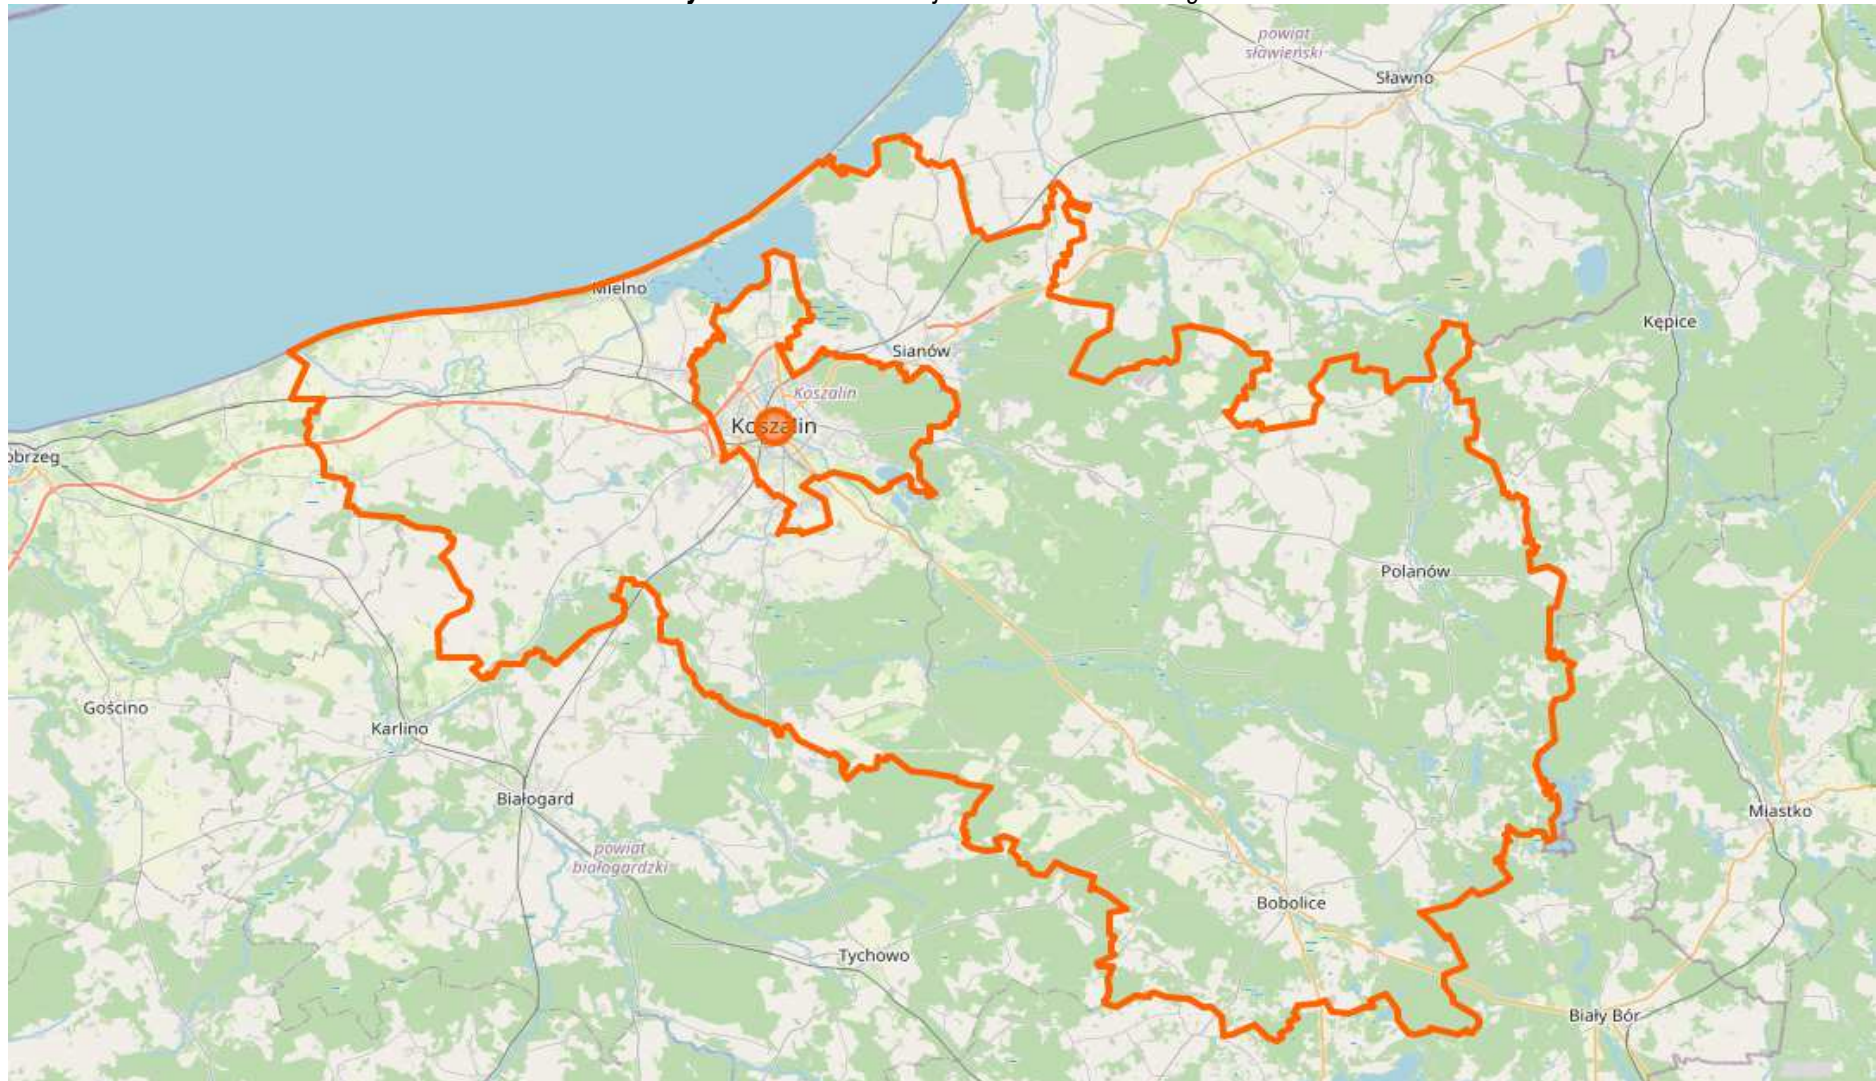 powiat
sławieński
Sławno
Mielno
Kępice
Sianów
Koszalin
Koszalin
obrzeg
Polanów
Gościno
Karlino
Białogard
Miastko
powiat
białogardzki
Bobolice
Tychowo
Biały Bór